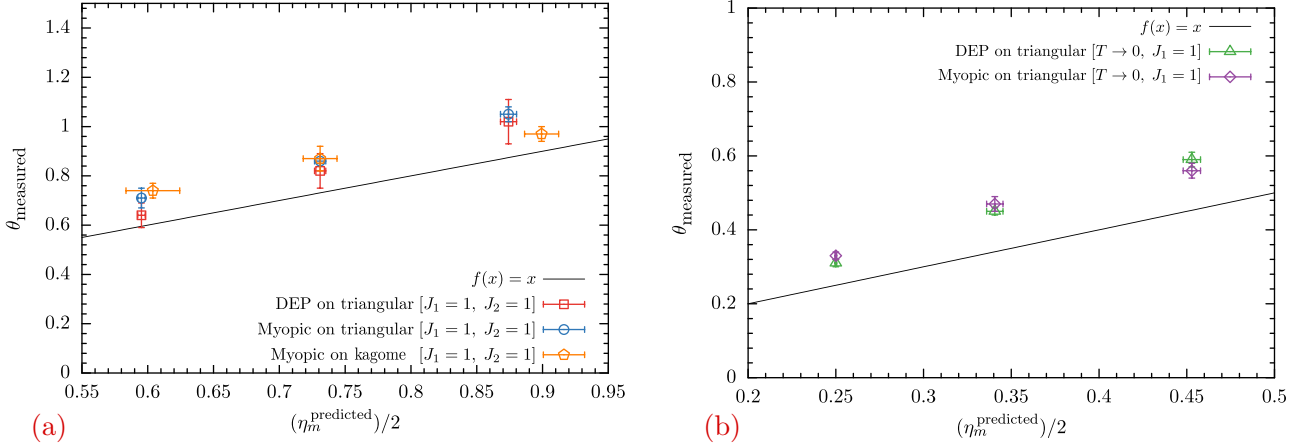 1.4
1.2
1
0.8
0.6
0.4
0.2
0
θmeasured
f(x) = x
DEP on triangular [J₁ = 1, J₂ = 1]
Myopic on triangular [J₁ = 1, J₂ = 1]
Myopic on kagome [J₁ = 1, J₂ = 1]
0.55 0.6 0.65 0.7 0.75 0.8 0.85 0.9 0.95
(a)
(ηₘ^predicted)/2
1
0.8
0.6
0.4
0.2
0
θmeasured
f(x) = x
DEP on triangular [T → 0, J₁ = 1]
Myopic on triangular [T → 0, J₁ = 1]
0.2 0.25 0.3 0.35 0.4 0.45 0.5
(b)
(ηₘ^predicted)/2